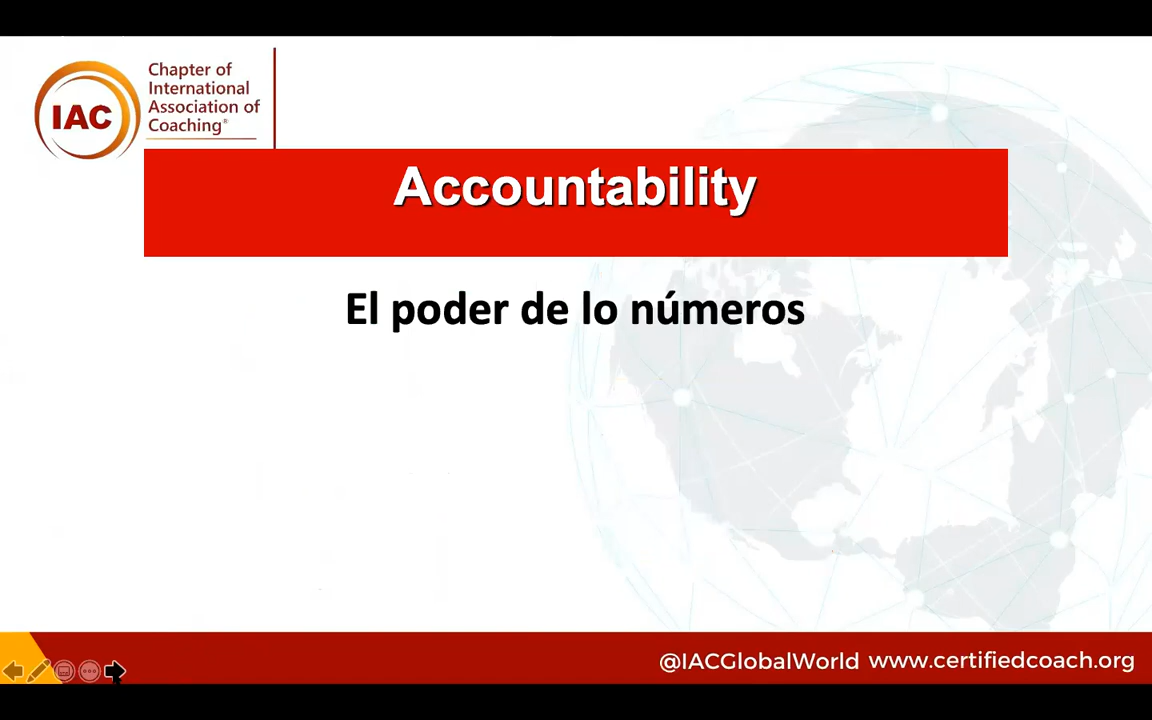 IAC
Chapter of
International
Association of
Coaching®
Accountability
El poder de lo números
@IACGlobalWorld www.certifiedcoach.org